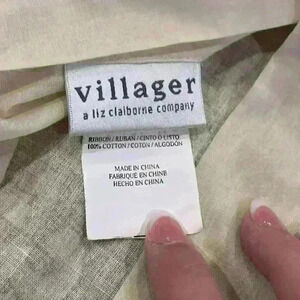 villager
a liz claiborne company
RIBBON / RUBAN / CINTO O LISTO
100% COTTON / COTON / ALGODÓN
MADE IN CHINA
FABRIQUE EN CHINE
HECHO EN CHINA